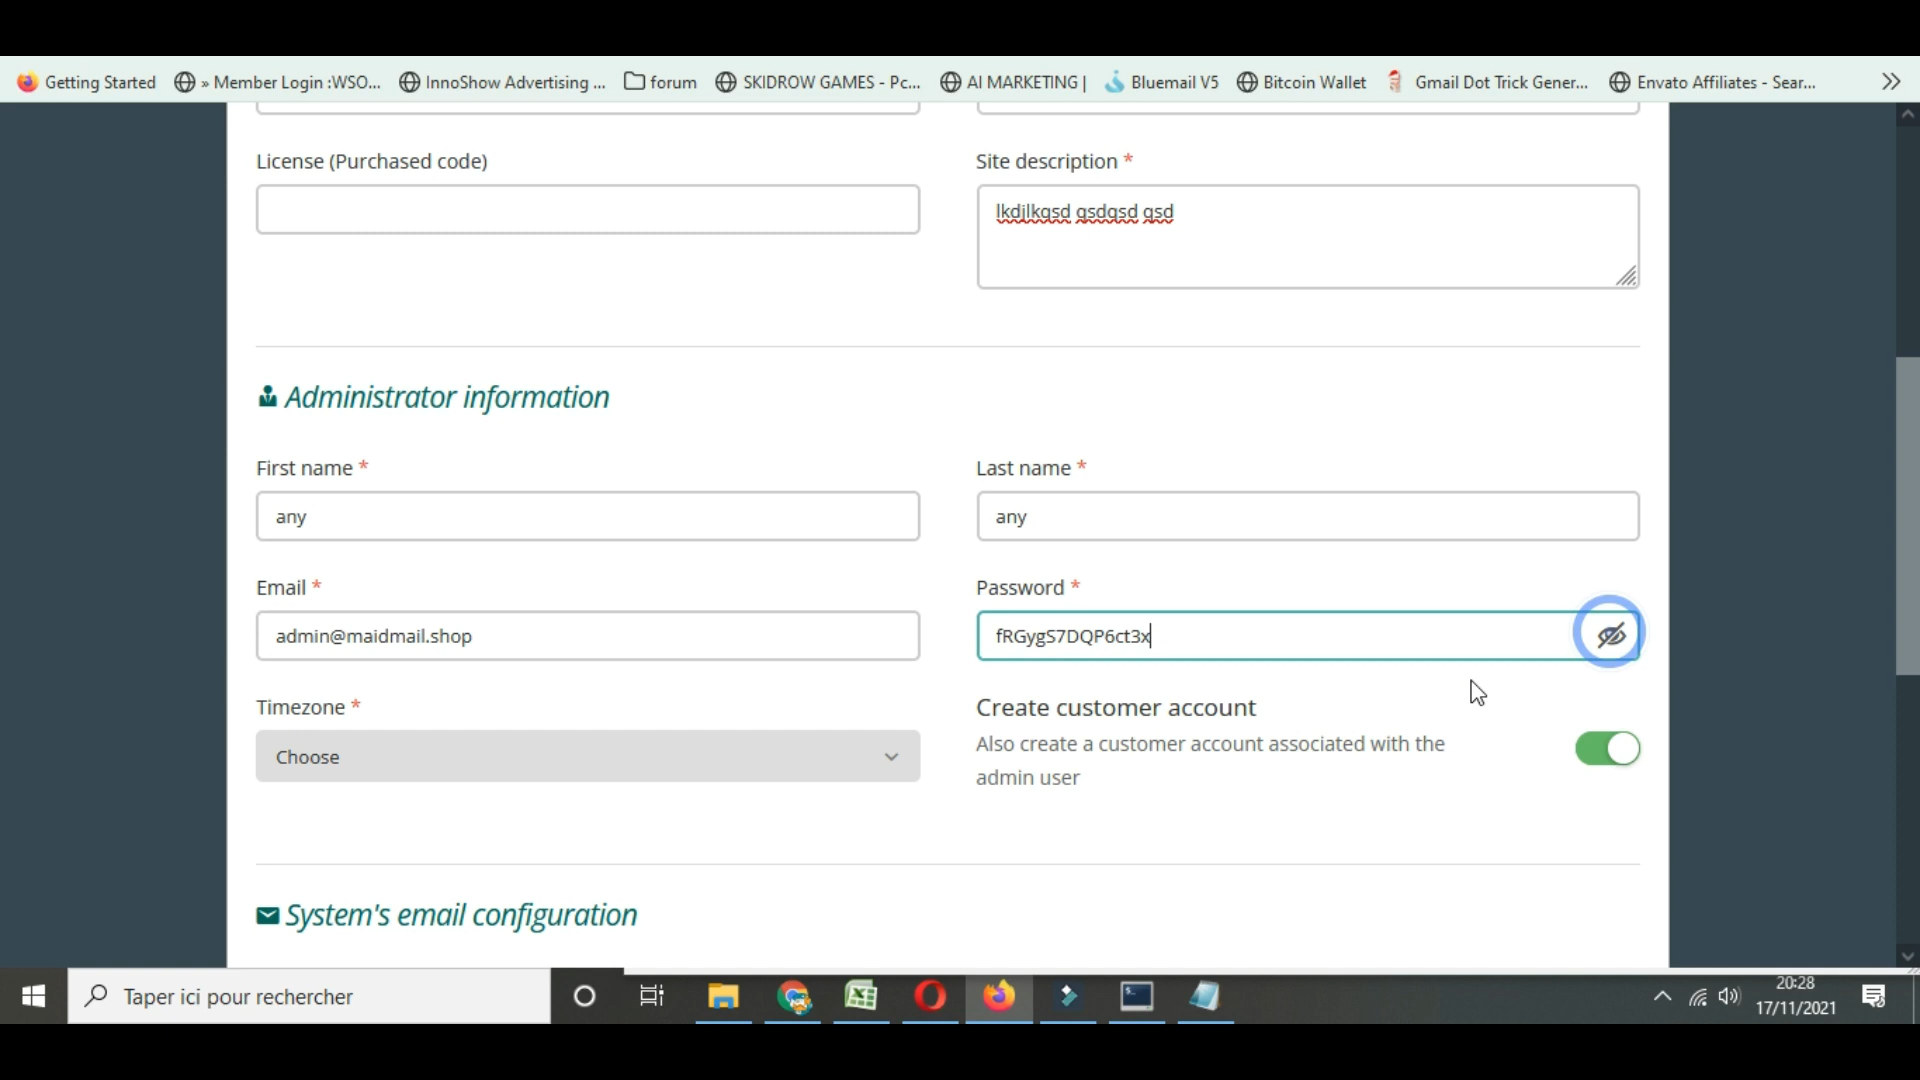 Getting Started » Member Login :WSO... InnoShow Advertising ... forum SKIDROW GAMES - Pc... AI MARKETING | Bluemail V5 Bitcoin Wallet Gmail Dot Trick Gener... Envato Affiliates - Sear...
License (Purchased code)
Site description *
lkdjlkqsd qsdqsd qsd
Administrator information
First name *
Last name *
any
any
Email *
Password *
admin@maidmail.shop
fRGygS7DQP6ct3x
Timezone *
Create customer account
Choose
Also create a customer account associated with the
admin user
System's email configuration
Taper ici pour rechercher
20:28
17/11/2021